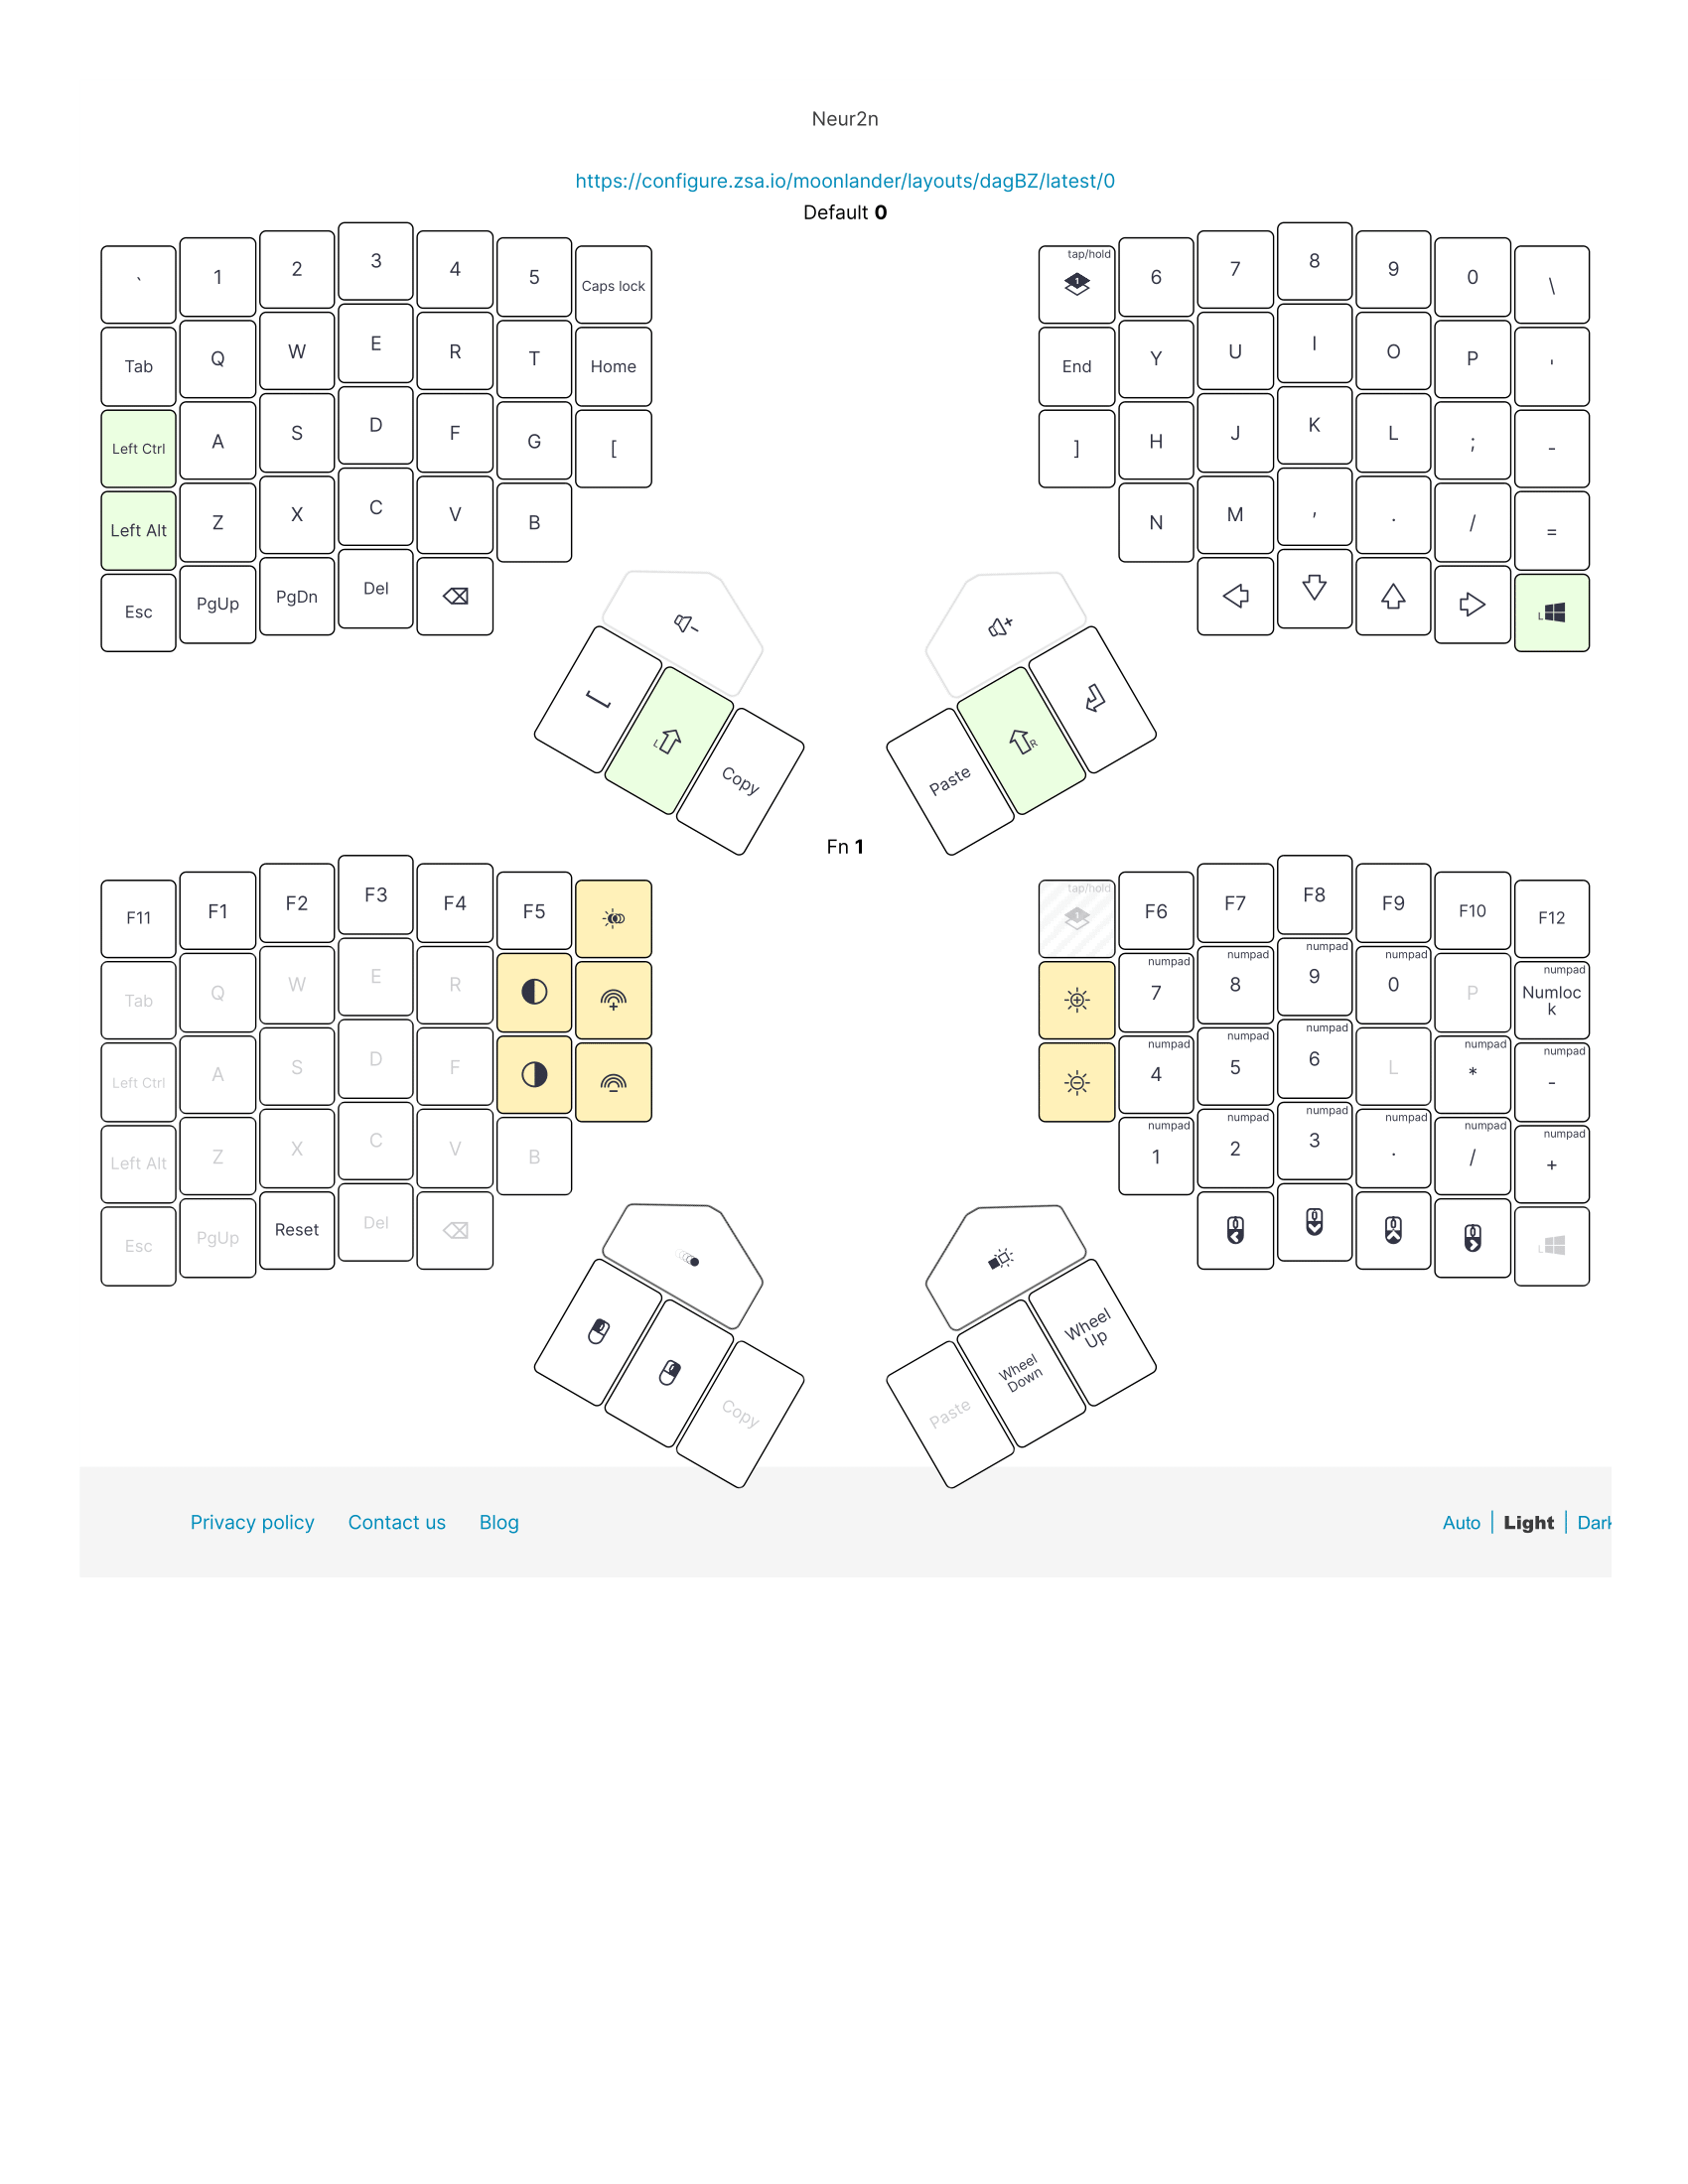 Neur2n
https://configure.zsa.io/moonlander/layouts/dagBZ/latest/0
Default 0
` 1 2 3 4 5 Caps lock
tap/hold
1 6 7 8 9 0 \
Tab Q W E R T Home
End Y U I O P '
Left Ctrl A S D F G [
] H J K L ; -
Left Alt Z X C V B
N M , . / =
Esc PgUp PgDn Del
L
L
Copy
Paste
R
Fn 1
F11 F1 F2 F3 F4 F5
tap/hold
1 F6 F7 F8 F9 F10 F12
Tab Q W E R
numpad numpad numpad numpad numpad
7 8 9 0 P Numloc
k
Left Ctrl A S D F
numpad numpad numpad numpad numpad
4 5 6 L * -
Left Alt Z X C V B
numpad numpad numpad numpad numpad numpad
1 2 3 . / +
Esc PgUp Reset Del
L
Copy
Paste
Wheel
Down
Wheel
Up
Privacy policy Contact us Blog
Auto | Light | Dark